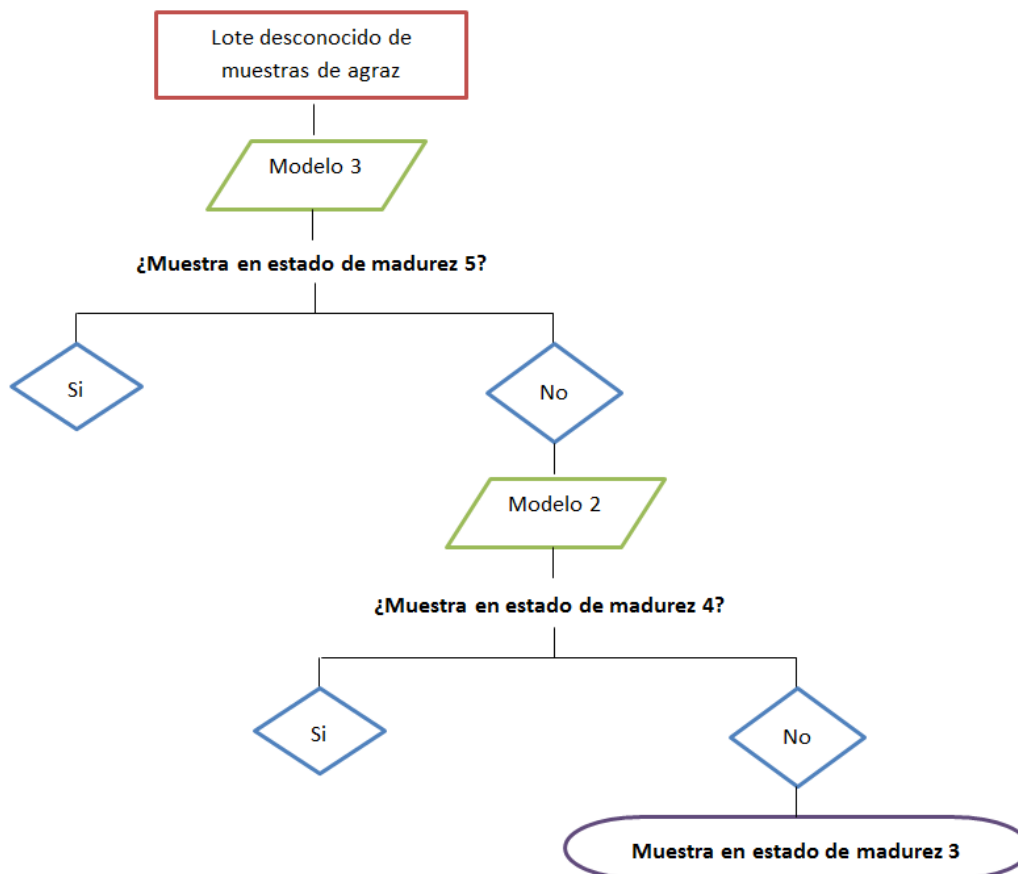 Lote desconocido de
muestras de agraz
Modelo 3
¿Muestra en estado de madurez 5?
Si
No
Modelo 2
¿Muestra en estado de madurez 4?
Si
No
Muestra en estado de madurez 3